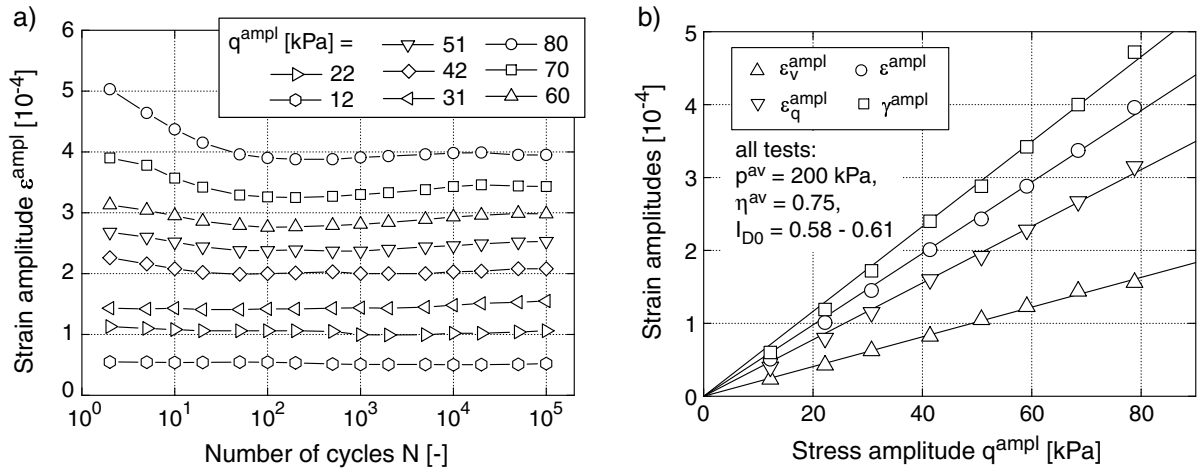 a)
Strain amplitude ε^ampl [10^-4]
6
5
4
3
2
1
0
10^0
10^1
10^2
10^3
10^4
10^5
Number of cycles N [-]
q^ampl [kPa] =
51
80
22
42
70
12
31
60
b)
Strain amplitudes [10^-4]
5
4
3
2
1
0
0
20
40
60
80
Stress amplitude q^ampl [kPa]
ε_v^ampl
ε^ampl
ε_q^ampl
γ^ampl
all tests:
p^av = 200 kPa,
η^av = 0.75,
I_D0 = 0.58 - 0.61